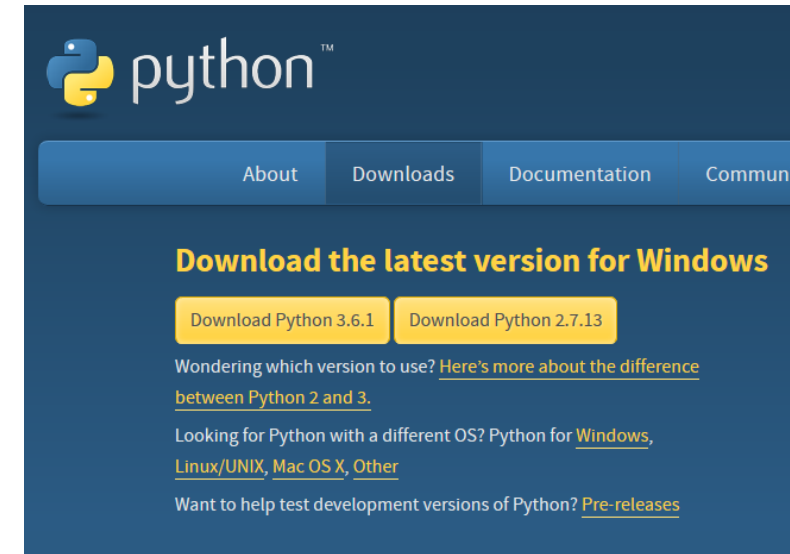 python™
About Downloads Documentation
Download the latest version for Windows
Download Python 3.6.1 Download Python 2.7.13
Wondering which version to use? Here's more about the difference
between Python 2 and 3.
Looking for Python with a different OS? Python for Windows,
Linux/UNIX, Mac OS X, Other
Want to help test development versions of Python? Pre-releases